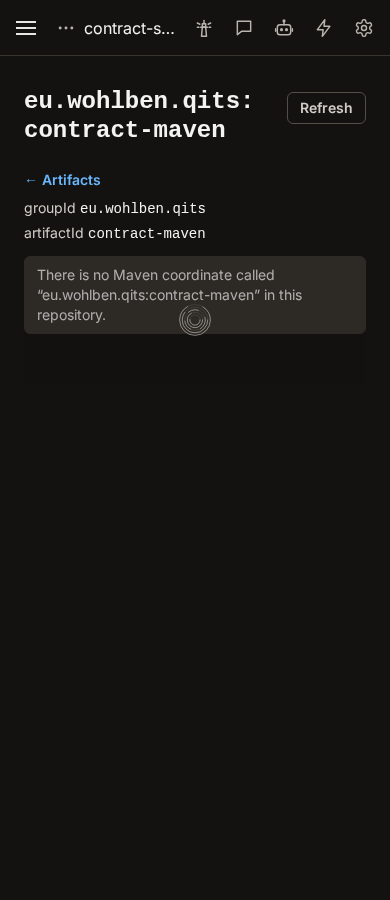 contract-s...
eu.wohlben.qits:
contract-maven
Refresh
← Artifacts
groupId eu.wohlben.qits
artifactId contract-maven
There is no Maven coordinate called
“eu.wohlben.qits:contract-maven” in this
repository.